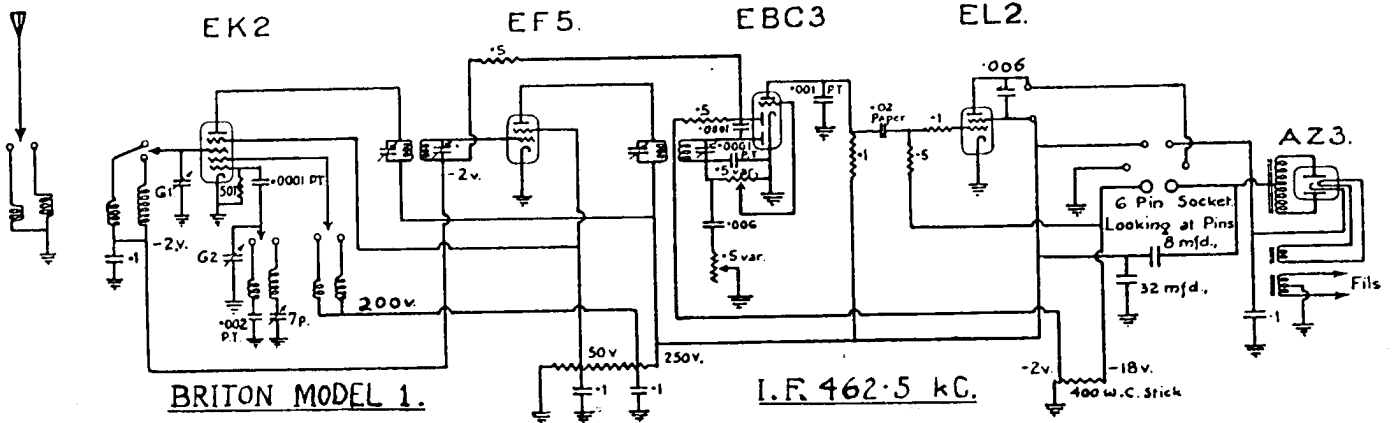 EK2
EF5.
EBC3
EL2.
AZ3.
·5
·001 PT
·006
·02 Paper
·1
·5
·5
·0001
·0001 PT
·5 var.
·1
·0001 PT
50T
G1
-2v.
-2v.
·1
G2
·002 P.T.
7p.
200v.
·006
·5 var.
6 Pin Socket
Looking at Pins
8 mfd.,
32 mfd.,
Fils
·1
50v
250v.
·1
·1
-2v.
-18v.
400 w.C. Stick
BRITON MODEL 1.
I.F. 462·5 kC.